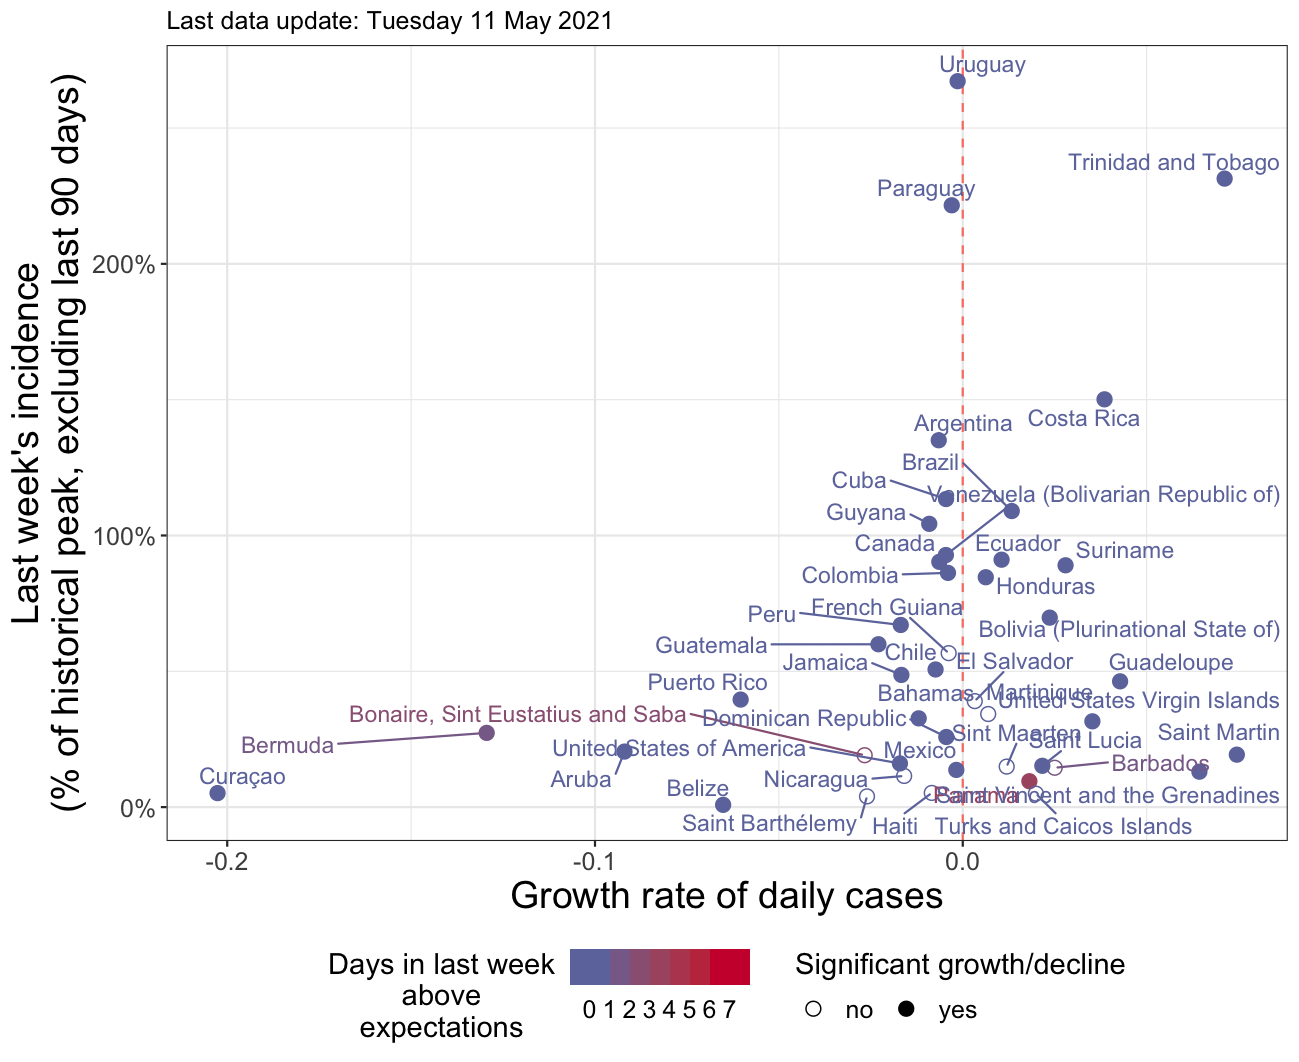 Last data update: Tuesday 11 May 2021
Last week's incidence
(% of historical peak, excluding last 90 days)
200%
100%
0%
Uruguay
Trinidad and Tobago
Paraguay
Costa Rica
Argentina
Brazil
Cuba
Venezuela (Bolivarian Republic of)
Guyana
Canada
Ecuador
Suriname
Colombia
Honduras
French Guiana
Peru
Bolivia (Plurinational State of)
Guatemala
Chile
Jamaica
El Salvador
Guadeloupe
Puerto Rico
Bahamas
Martinique
United States Virgin Islands
Bonaire, Sint Eustatius and Saba
Dominican Republic
Sint Maarten
Saint Martin
Bermuda
United States of America
Mexico
Saint Lucia
Barbados
Curaçao
Aruba
Nicaragua
Belize
Panama
Saint Vincent and the Grenadines
Saint Barthélemy
Haiti
Turks and Caicos Islands
-0.2
-0.1
0.0
Growth rate of daily cases
Days in last week
above
expectations
0 1 2 3 4 5 6 7
Significant growth/decline
no
yes